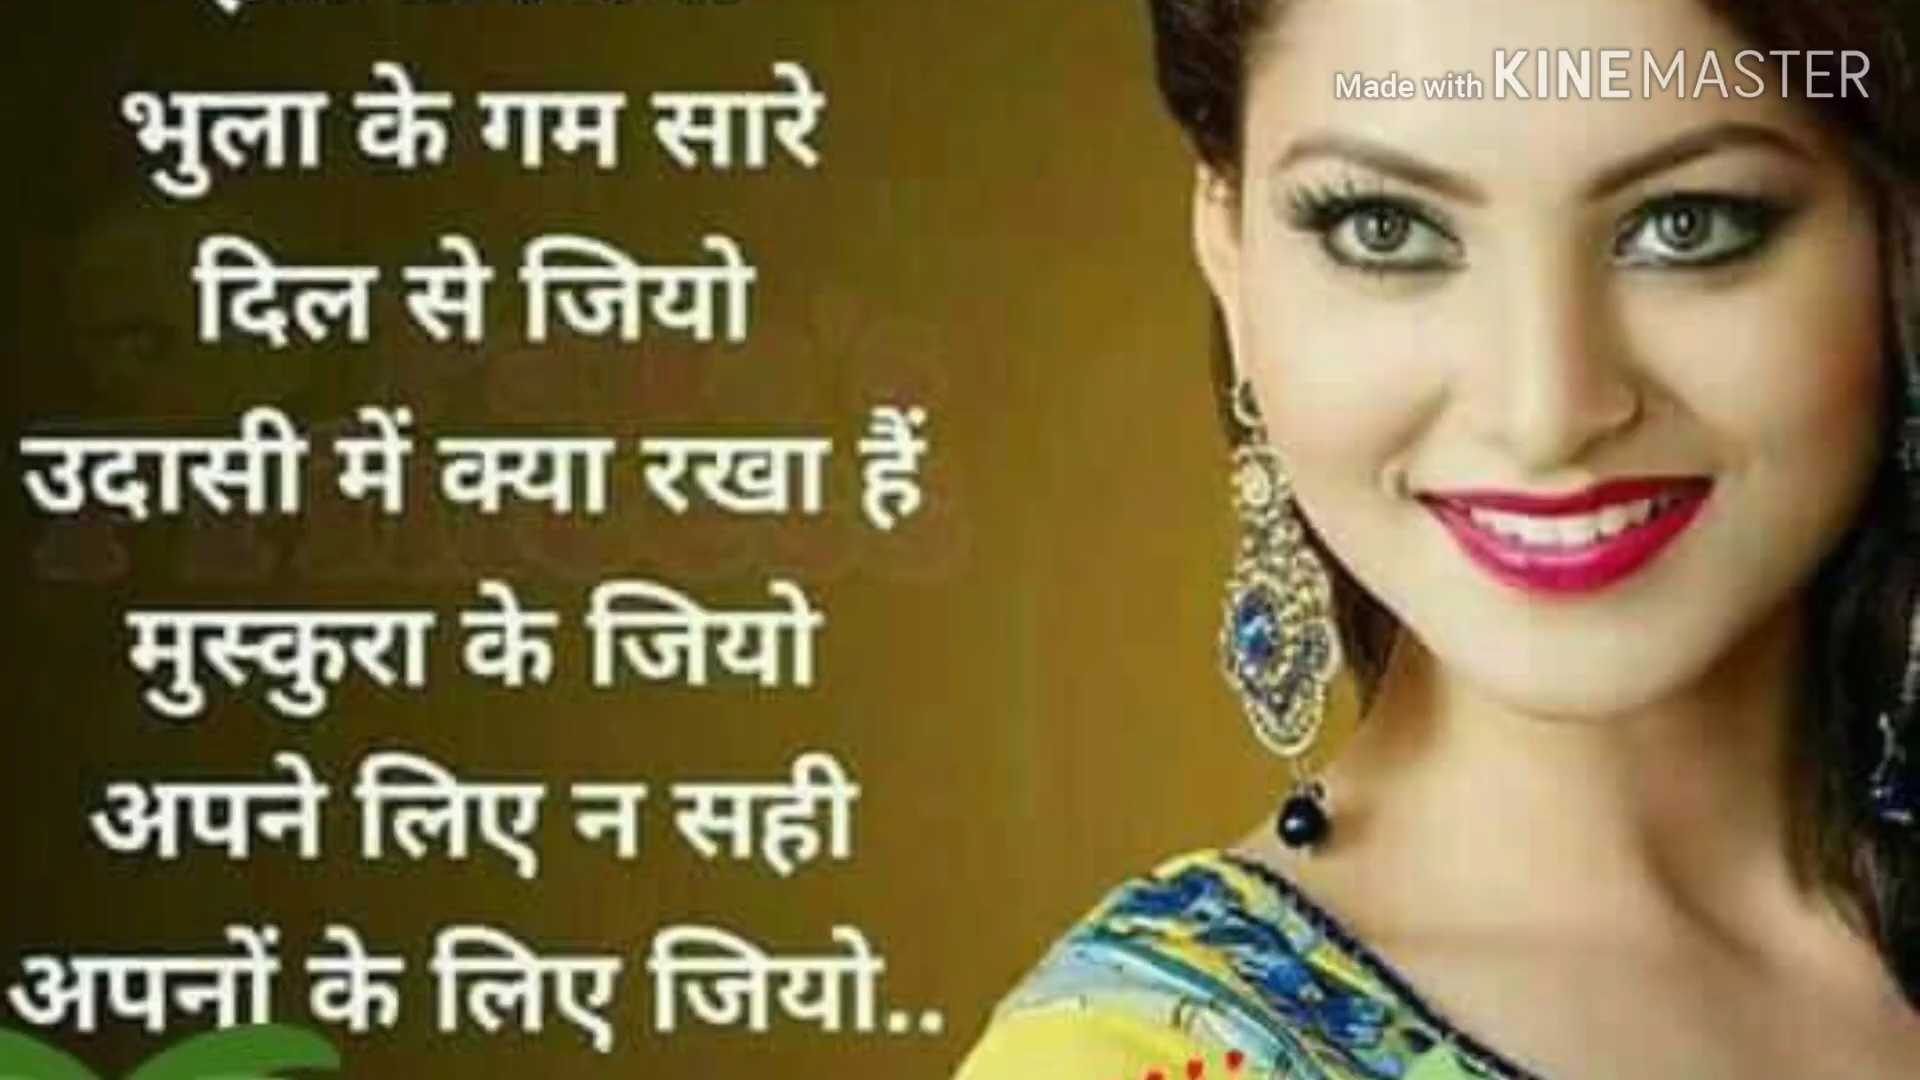 Made with KINEMASTER
भुला के गम सारे
दिल से जियो
उदासी में क्या रखा हैं
मुस्कुरा के जियो
अपने लिए न सही
अपनों के लिए जियो..